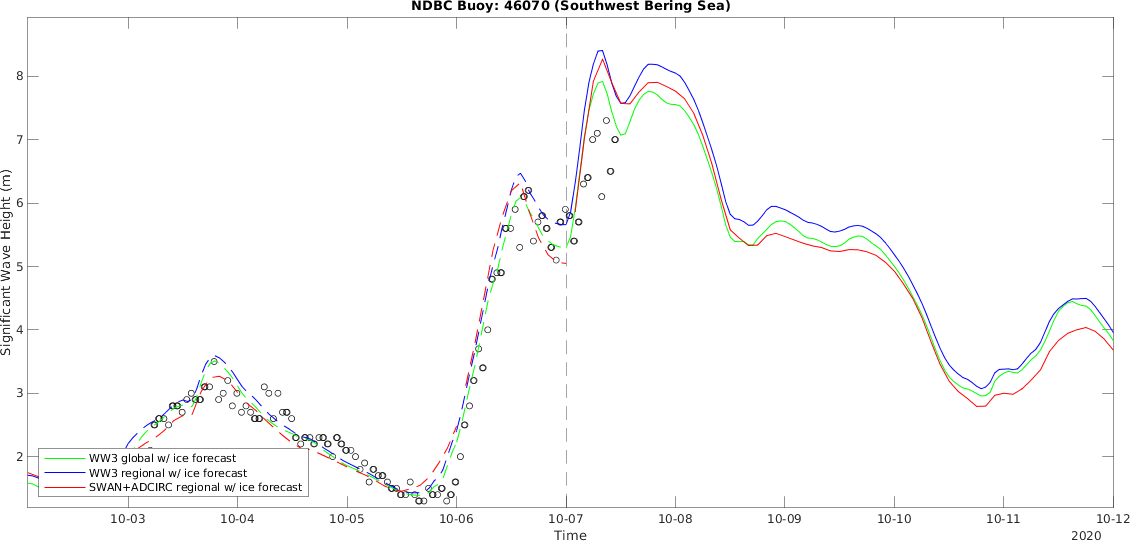 NDBC Buoy: 46070 (Southwest Bering Sea)
Significant Wave Height (m)
8
7
6
5
4
3
2
WW3 global w/ ice forecast
WW3 regional w/ ice forecast
SWAN+ADCIRC regional w/ ice forecast
10-03 10-04 10-05 10-06 10-07 10-08 10-09 10-10 10-11 10-12
Time
2020